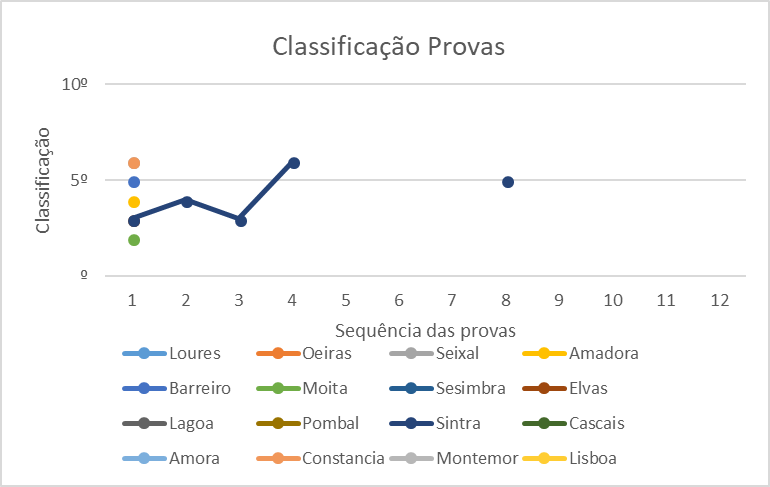 Classificação Provas
10º
5º
º
Classificação
1 2 3 4 5 6 7 8 9 10 11 12
Sequência das provas
Loures Oeiras Seixal Amadora
Barreiro Moita Sesimbra Elvas
Lagoa Pombal Sintra Cascais
Amora Constancia Montemor Lisboa